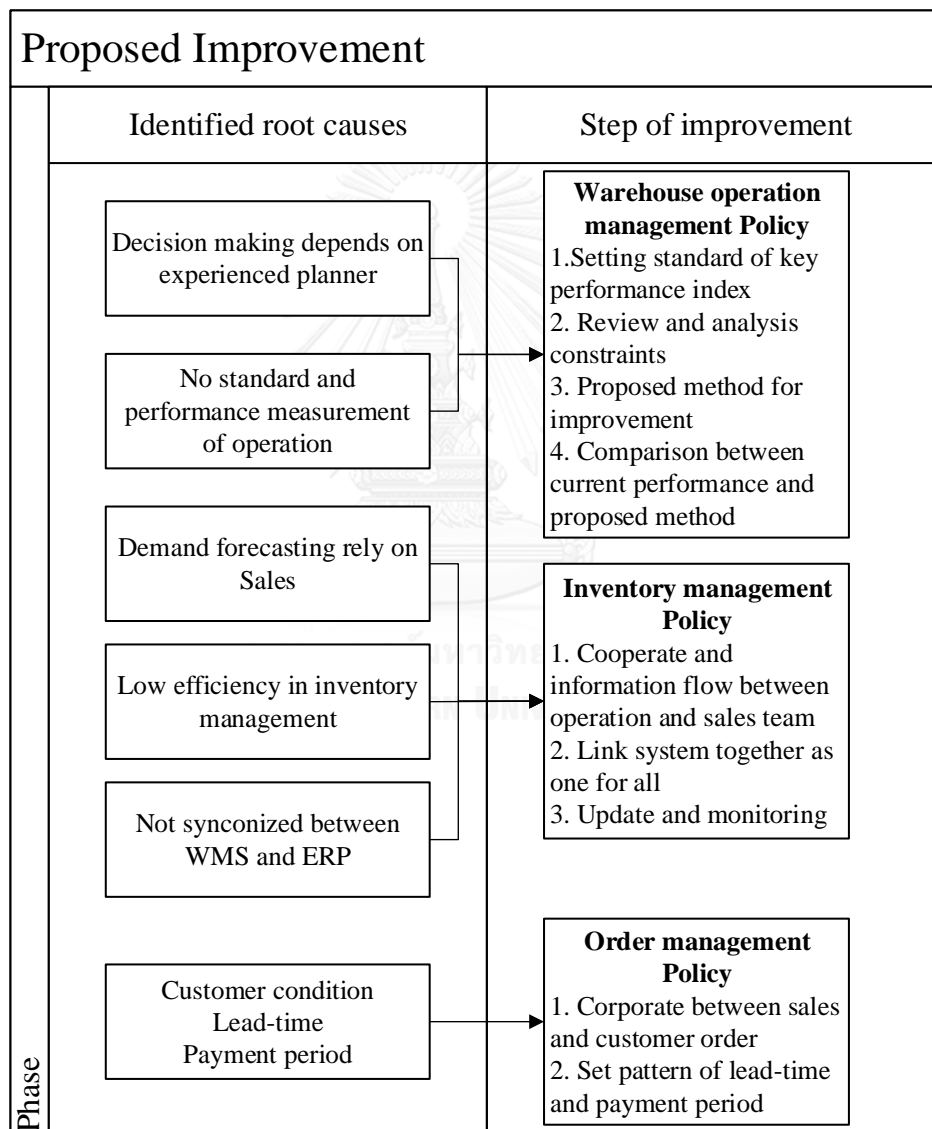 Proposed Improvement
Identified root causes
Step of improvement
Decision making depends on
experienced planner
No standard and
performance measurement
of operation
Demand forecasting rely on
Sales
Low efficiency in inventory
management
Not synconized between
WMS and ERP
Customer condition
Lead-time
Payment period
Warehouse operation
management Policy
1.Setting standard of key
performance index
2. Review and analysis
constraints
3. Proposed method for
improvement
4. Comparison between
current performance and
proposed method
Inventory management
Policy
1. Cooperate and
information flow between
operation and sales team
2. Link system together as
one for all
3. Update and monitoring
Order management
Policy
1. Corporate between sales
and customer order
2. Set pattern of lead-time
and payment period
Phase